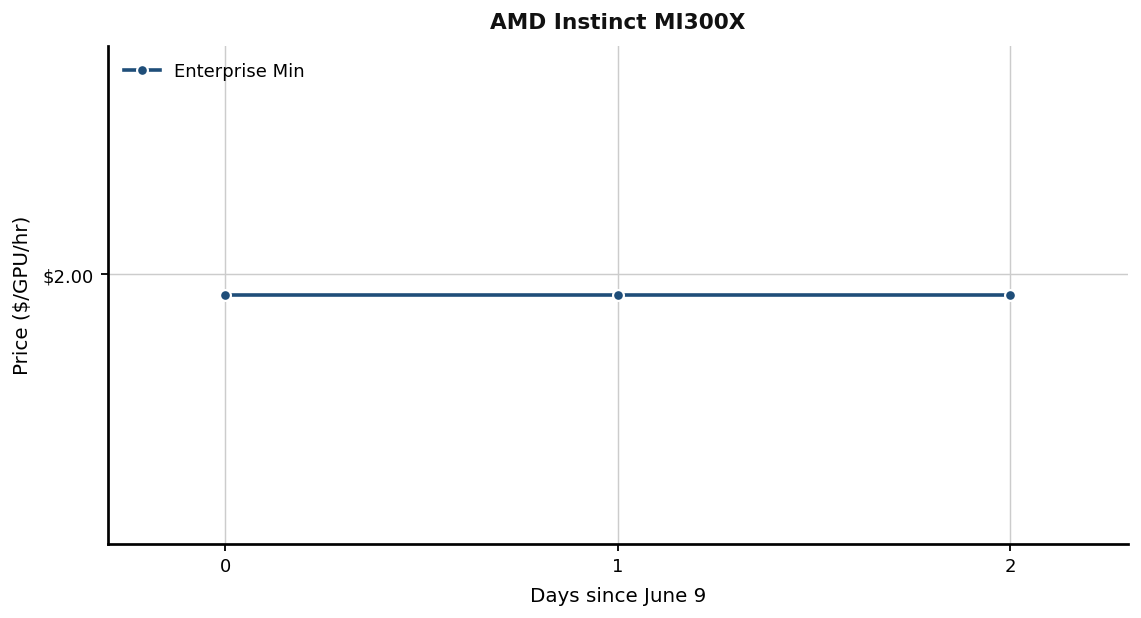 AMD Instinct MI300X
Enterprise Min
Price ($/GPU/hr)
$2.00
0
1
2
Days since June 9